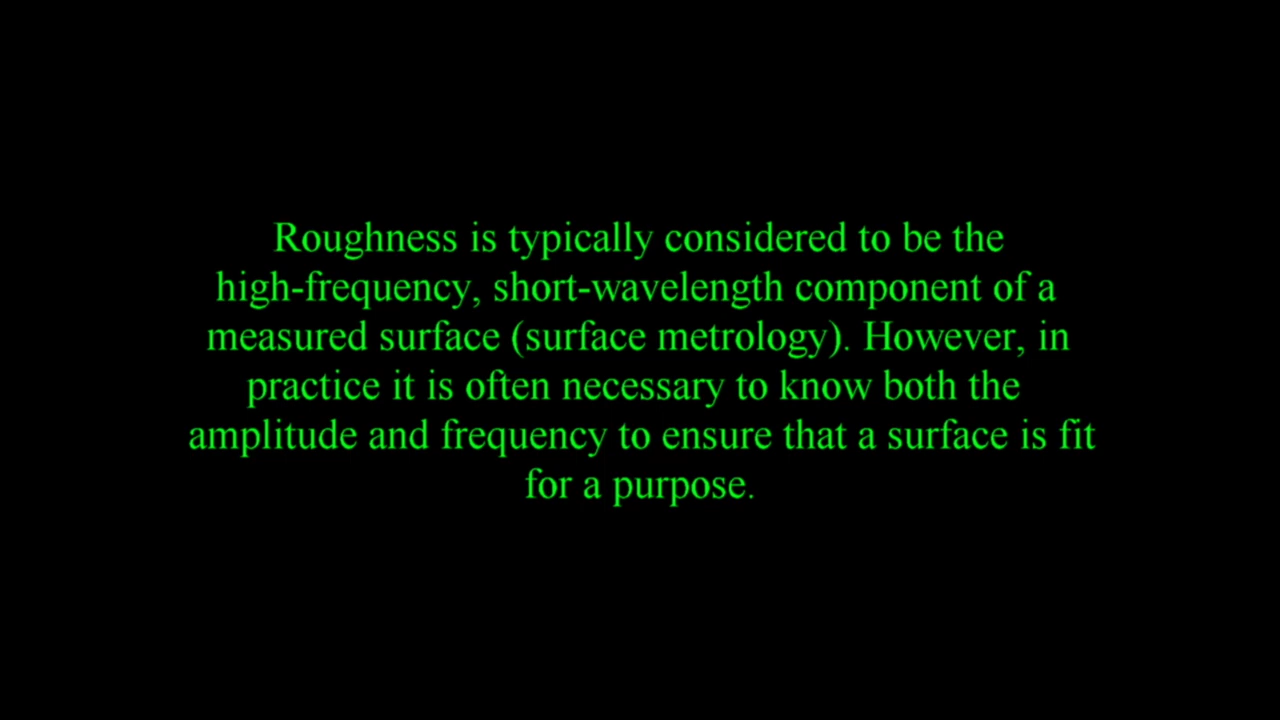 Roughness is typically considered to be the
high-frequency, short-wavelength component of a
measured surface (surface metrology). However, in
practice it is often necessary to know both the
amplitude and frequency to ensure that a surface is fit
for a purpose.